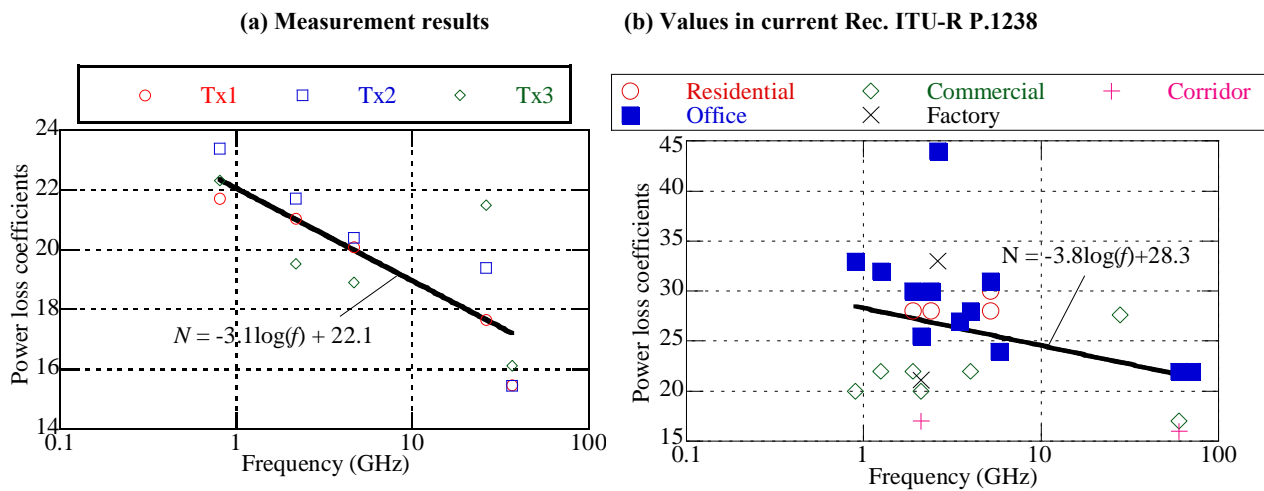 (a) Measurement results
Tx1 Tx2 Tx3
24
22
20
18
16
14
0.1 1 10 100
Power loss coefficients
Frequency (GHz)
N = -3.1log(f) + 22.1
(b) Values in current Rec. ITU-R P.1238
Residential Commercial Corridor
Office Factory
45
40
35
30
25
20
15
0.1 1 10 100
Power loss coefficients
Frequency (GHz)
N = -3.8log(f)+28.3